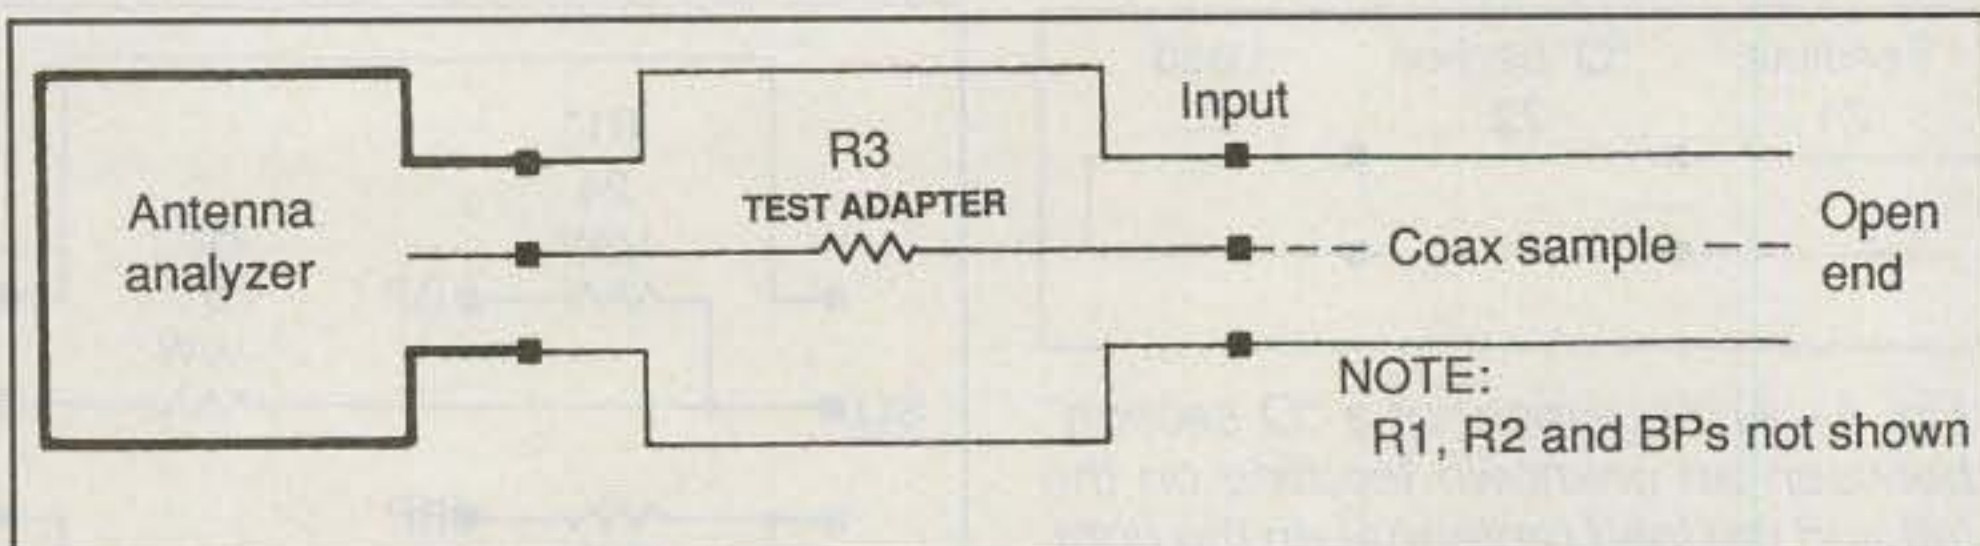 Input
R3
TEST ADAPTER
Antenna
analyzer
Coax sample
Open
end
NOTE:
R1, R2 and BPs not shown